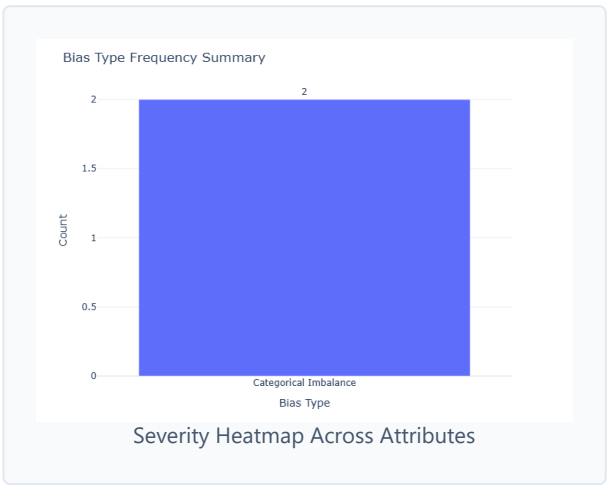 Bias Type Frequency Summary
2
2
1.5
Count
1
0.5
0
Categorical Imbalance
Bias Type
Severity Heatmap Across Attributes